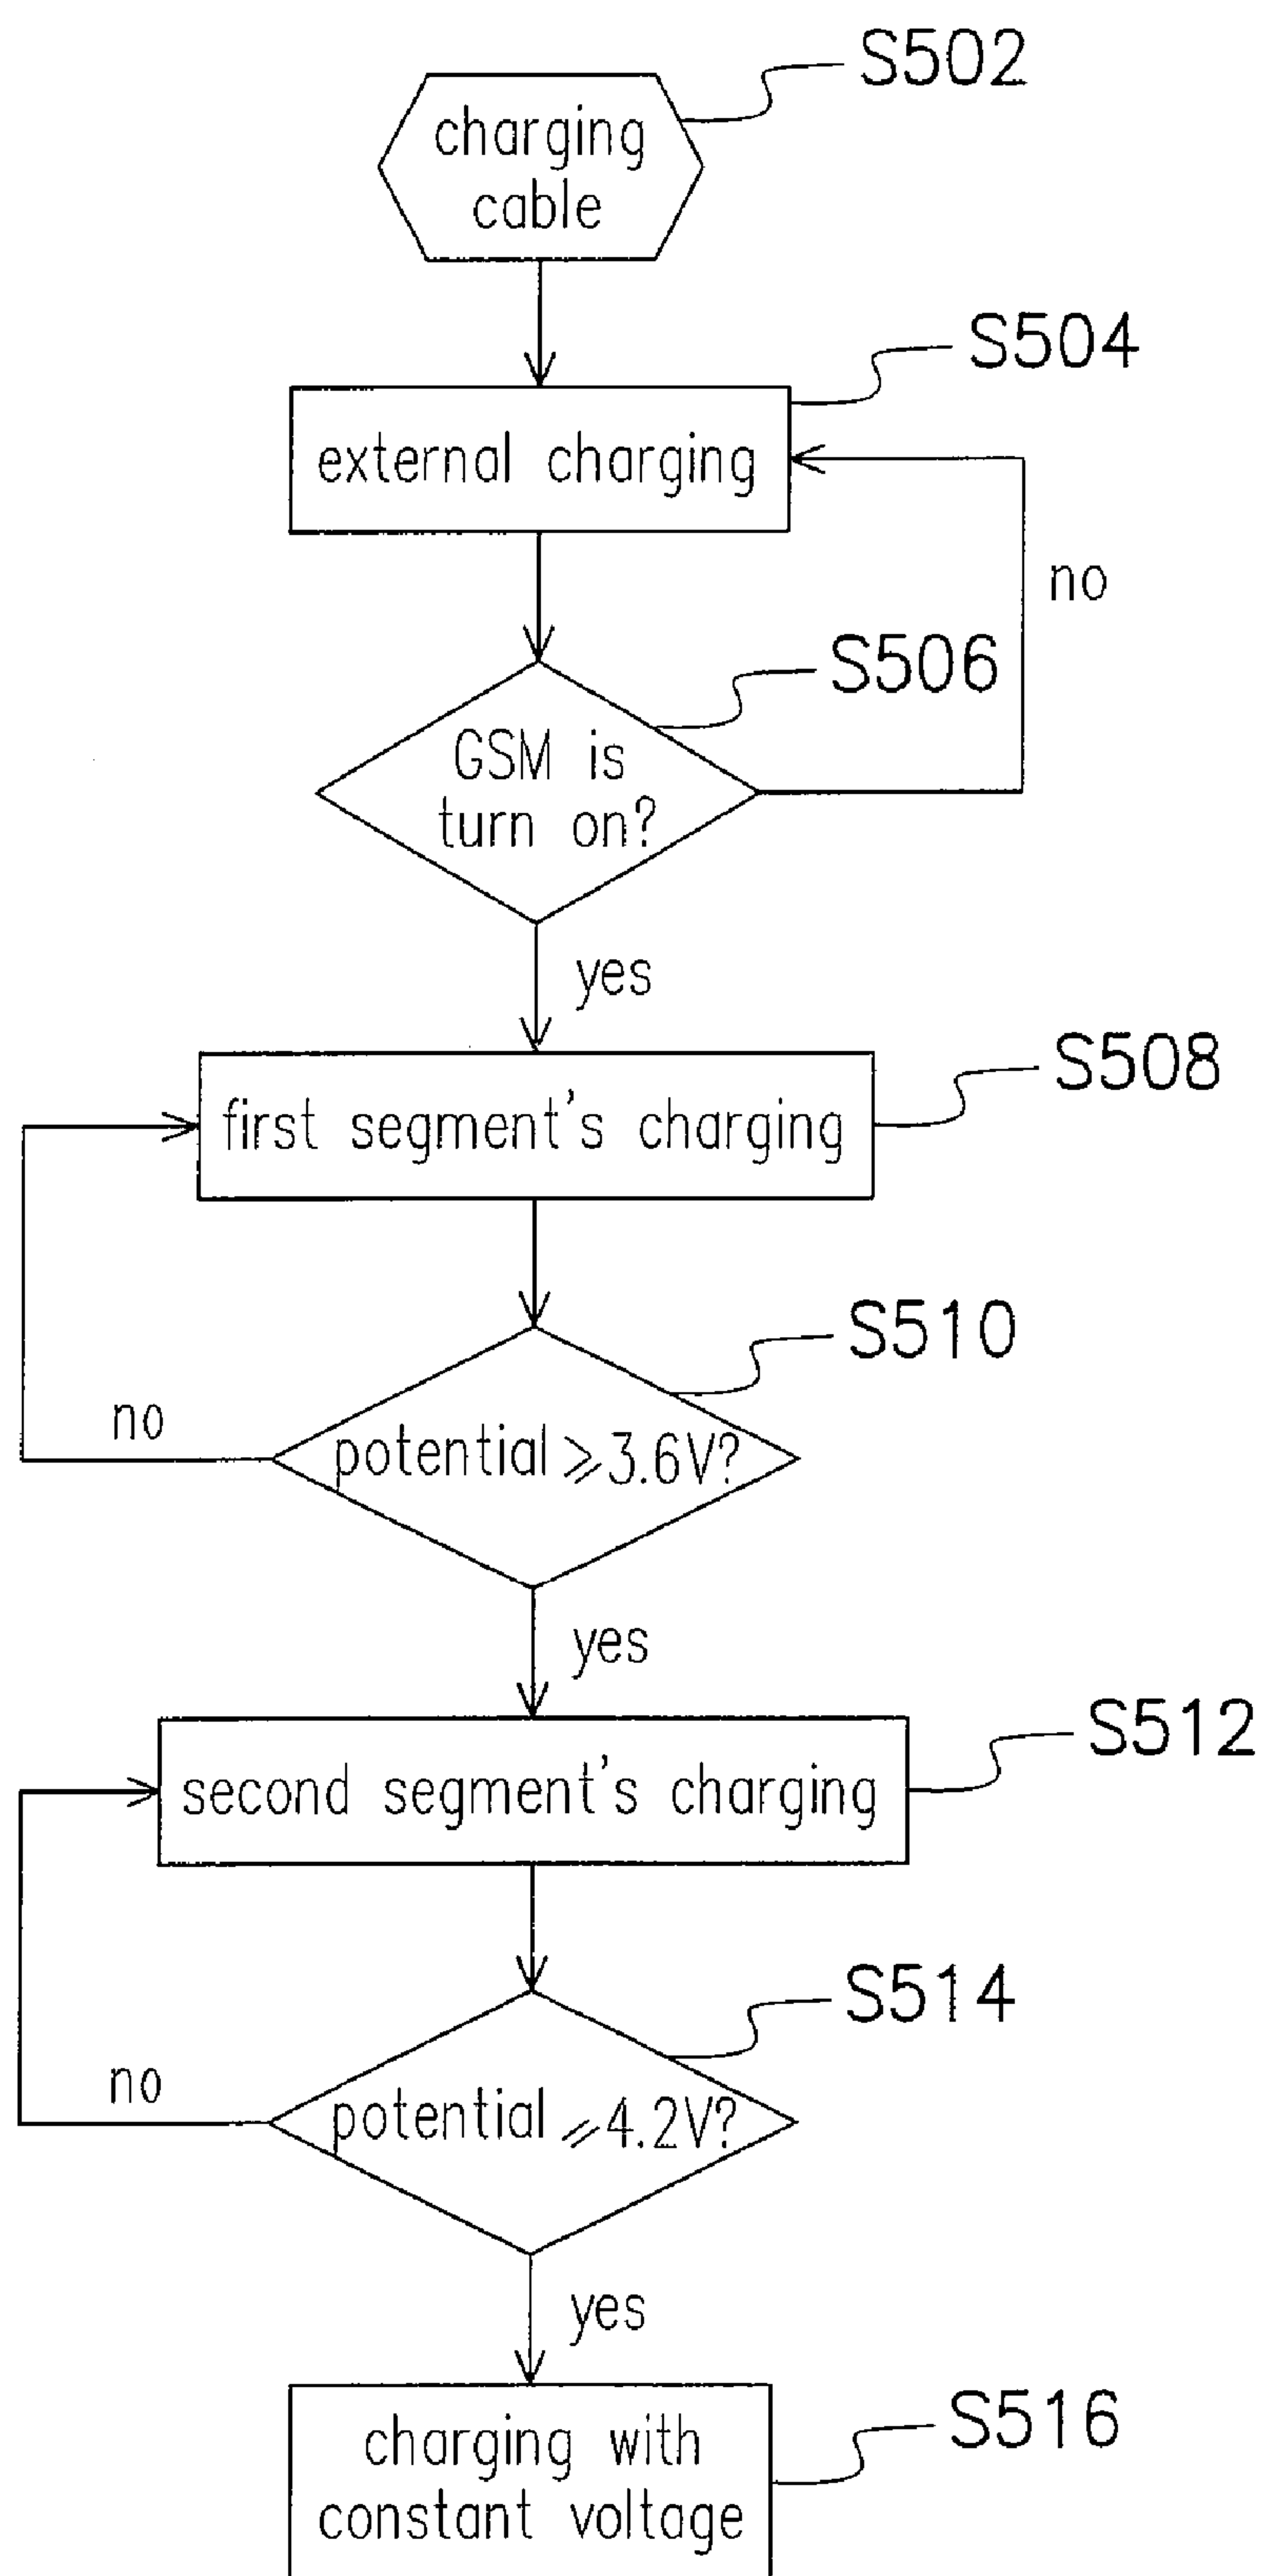 S502
charging
cable
S504
external charging
no
S506
GSM is
turn on?
yes
S508
first segment's charging
S510
no
potential ⩾ 3.6V?
yes
S512
second segment's charging
S514
no
potential ⩾ 4.2V?
yes
S516
charging with
constant voltage